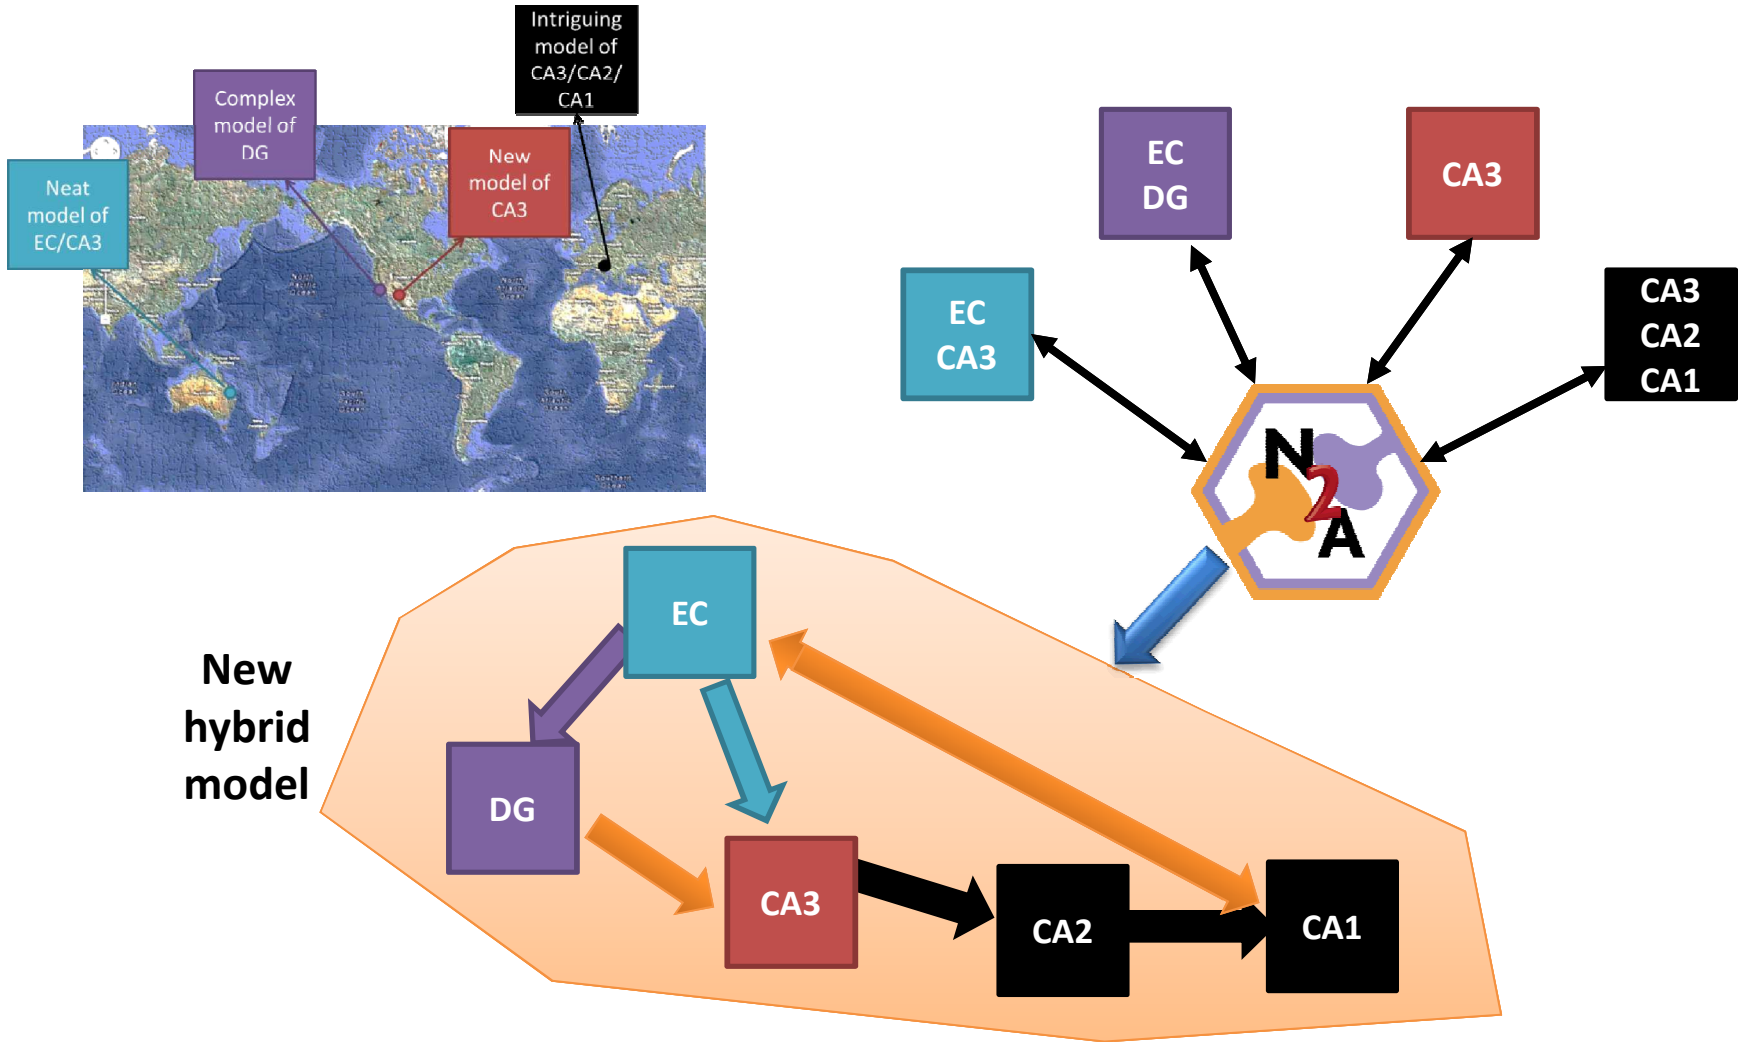 Intriguing
model of
CA3/CA2/
CA1
Complex
model of
DG
New
model of
CA3
Neat
model of
EC/CA3
EC
DG
CA3
EC
CA3
CA3
CA2
CA1
N
2
A
New
hybrid
model
EC
DG
CA3
CA2
CA1